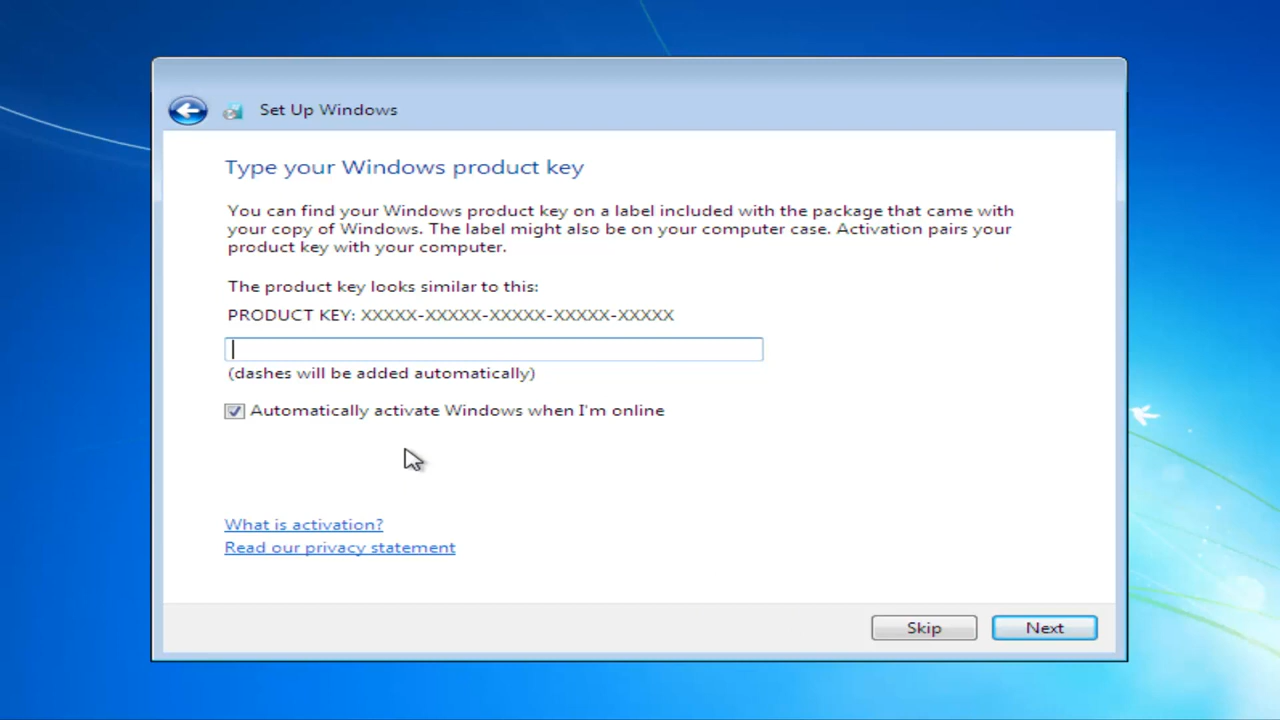 Set Up Windows
Type your Windows product key
You can find your Windows product key on a label included with the package that came with
your copy of Windows. The label might also be on your computer case. Activation pairs your
product key with your computer.
The product key looks similar to this:
PRODUCT KEY: XXXXX-XXXXX-XXXXX-XXXXX-XXXXX
(dashes will be added automatically)
Automatically activate Windows when I'm online
What is activation?
Read our privacy statement
Skip
Next